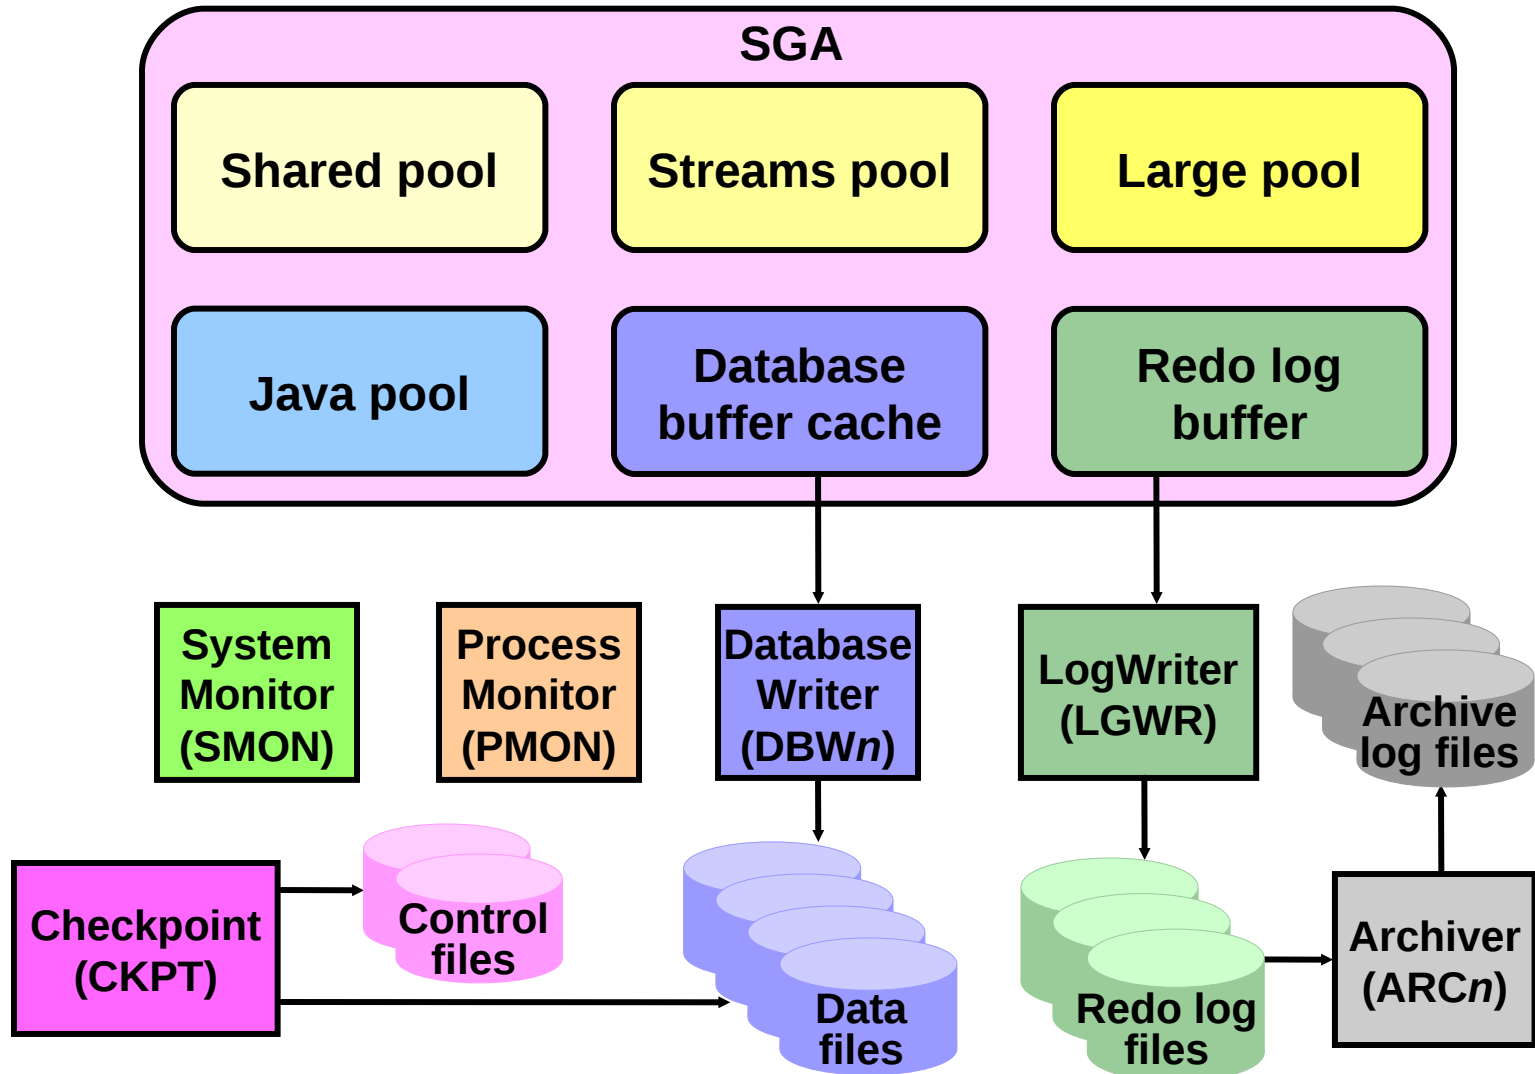 SGA
Shared pool
Streams pool
Large pool
Java pool
Database
buffer cache
Redo log
buffer
System
Monitor
(SMON)
Process
Monitor
(PMON)
Database
Writer
(DBWn)
LogWriter
(LGWR)
Archive
log files
Checkpoint
(CKPT)
Control
files
Data
files
Redo log
files
Archiver
(ARCn)